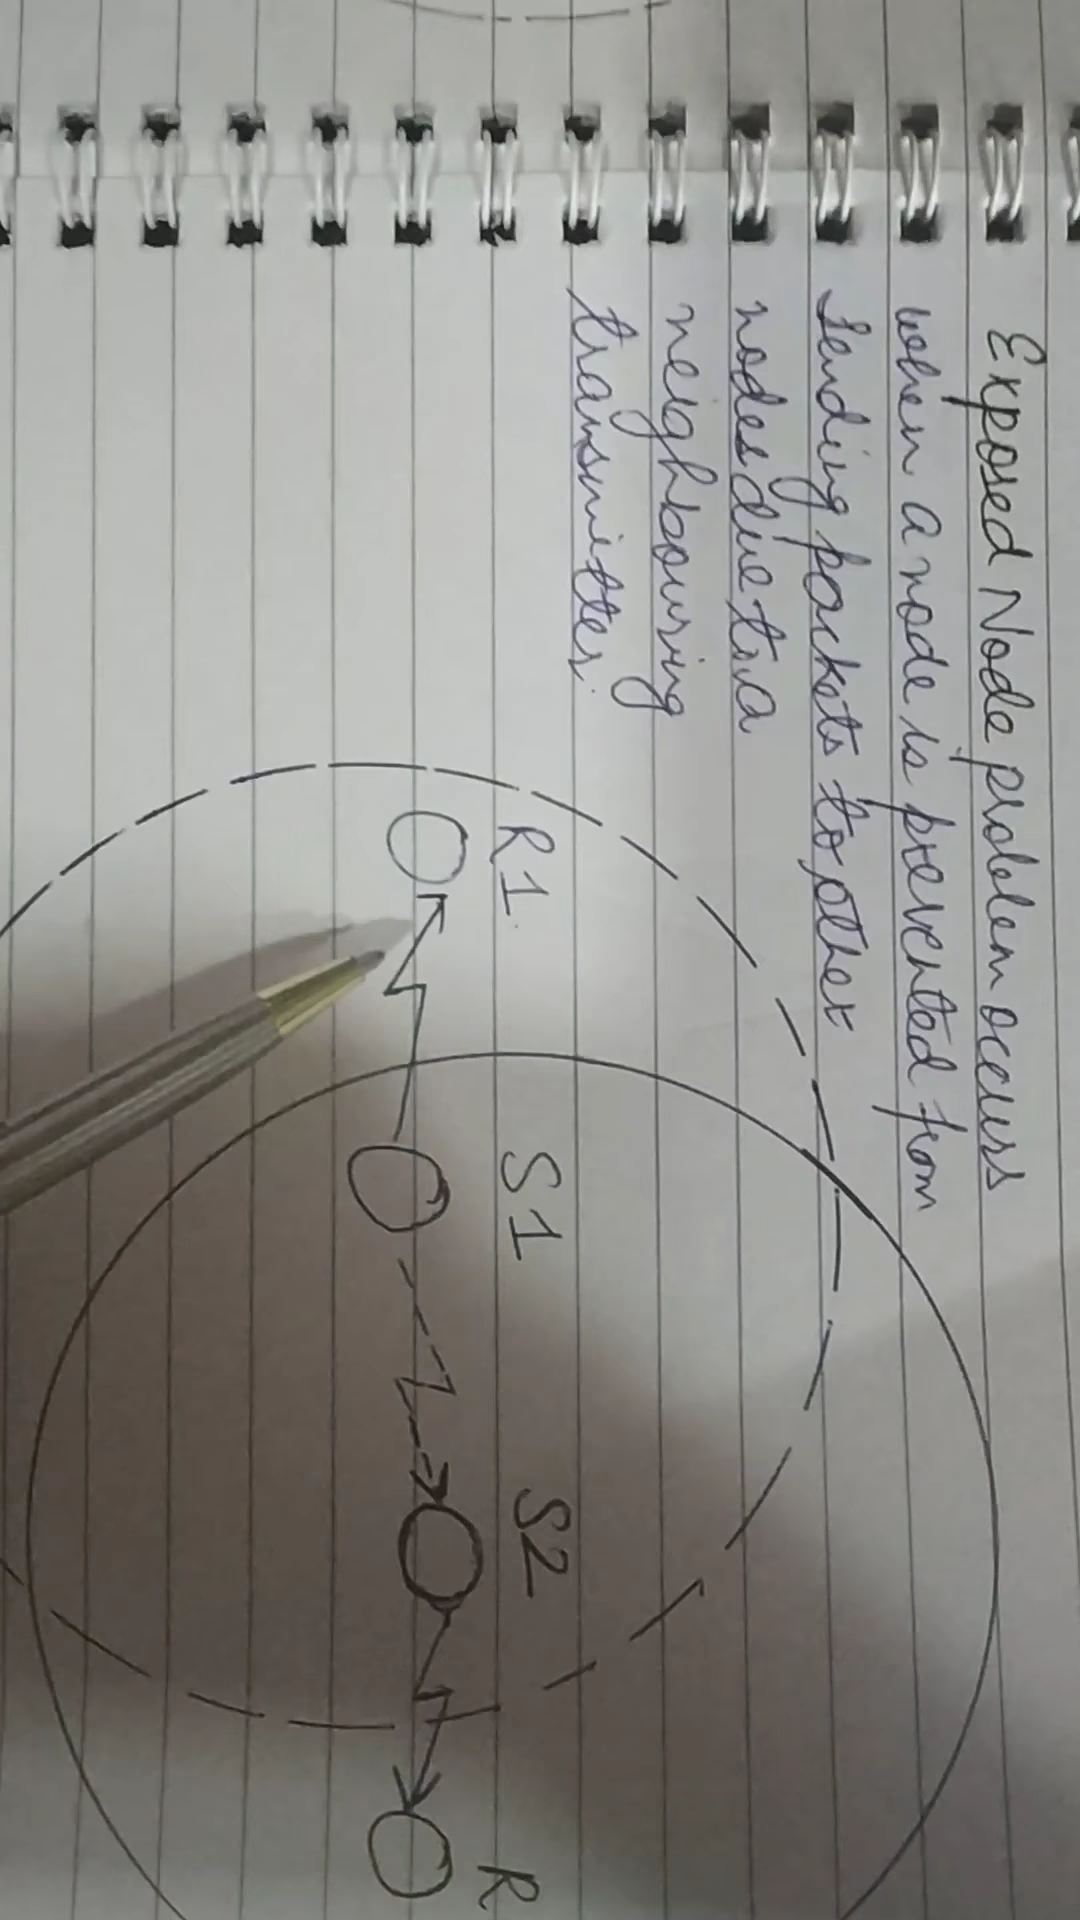 Exposed Node problem occurs
when a node is prevented from
sending packets to other
nodes due to a
neighbouring
transmitter.
R1
S1
S2
R